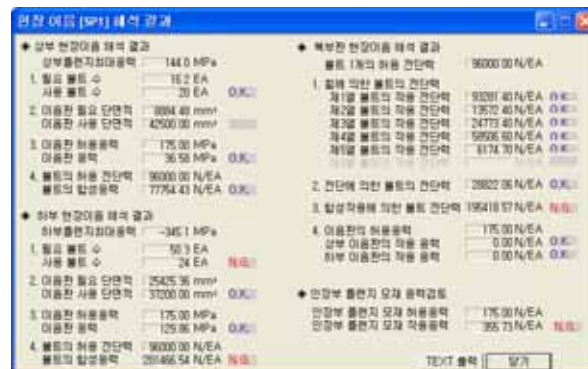 현장 이음 [SP1] 해석 결과
◆ 상부 현장이음 해석 결과
상부플랜지최대응력 144.0 MPa
1. 필요 볼트 수 16.2 EA
사용 볼트 수 20 EA O.K.
2. 이음판 필요 단면적 8884.48 mm²
이음판 사용 단면적 42500.00 mm²
3. 이음판 허용응력 175.00 MPa
이음판 응력 36.58 MPa O.K.
4. 볼트의 허용 전단력 96000.00 N/EA
볼트의 합성응력 77754.43 N/EA O.K.
◆ 하부 현장이음 해석 결과
하부플랜지최대응력 -345.1 MPa
1. 필요 볼트 수 50.3 EA
사용 볼트 수 24 EA N.G.
2. 이음판 필요 단면적 25425.36 mm²
이음판 사용 단면적 37200.00 mm² O.K.
3. 이음판 허용응력 175.00 MPa
이음판 응력 129.86 MPa O.K.
4. 볼트의 허용 전단력 96000.00 N/EA
볼트의 합성응력 201466.54 N/EA N.G.
◆ 복부판 현장이음 해석 결과
볼트 1개의 허용 전단력 96000.00 N/EA
1. 휨에 의한 볼트의 전단력
제1열 볼트의 작용 전단력 93281.40 N/EA O.K.
제2열 볼트의 작용 전단력 13572.40 N/EA O.K.
제3열 볼트의 작용 전단력 24773.40 N/EA O.K.
제4열 볼트의 작용 전단력 58506.60 N/EA O.K.
제5열 볼트의 작용 전단력 6174.70 N/EA O.K.
2. 전단에 의한 볼트의 전단력 28822.06 N/EA O.K.
3. 합성작용에 의한 볼트 전단력 195418.57 N/EA N.G.
4. 이음판의 허용응력 175.00 N/EA
상부 이음판의 작용 응력 0.00 N/EA O.K.
하부 이음판의 작용 응력 0.00 N/EA O.K.
◆ 인장부 플랜지 모재 응력검토
인장부 플랜지 모재 허용응력 175.00 N/EA
인장부 플랜지 모재 작용응력 355.73 N/EA N.G.
TEXT 출력 닫기